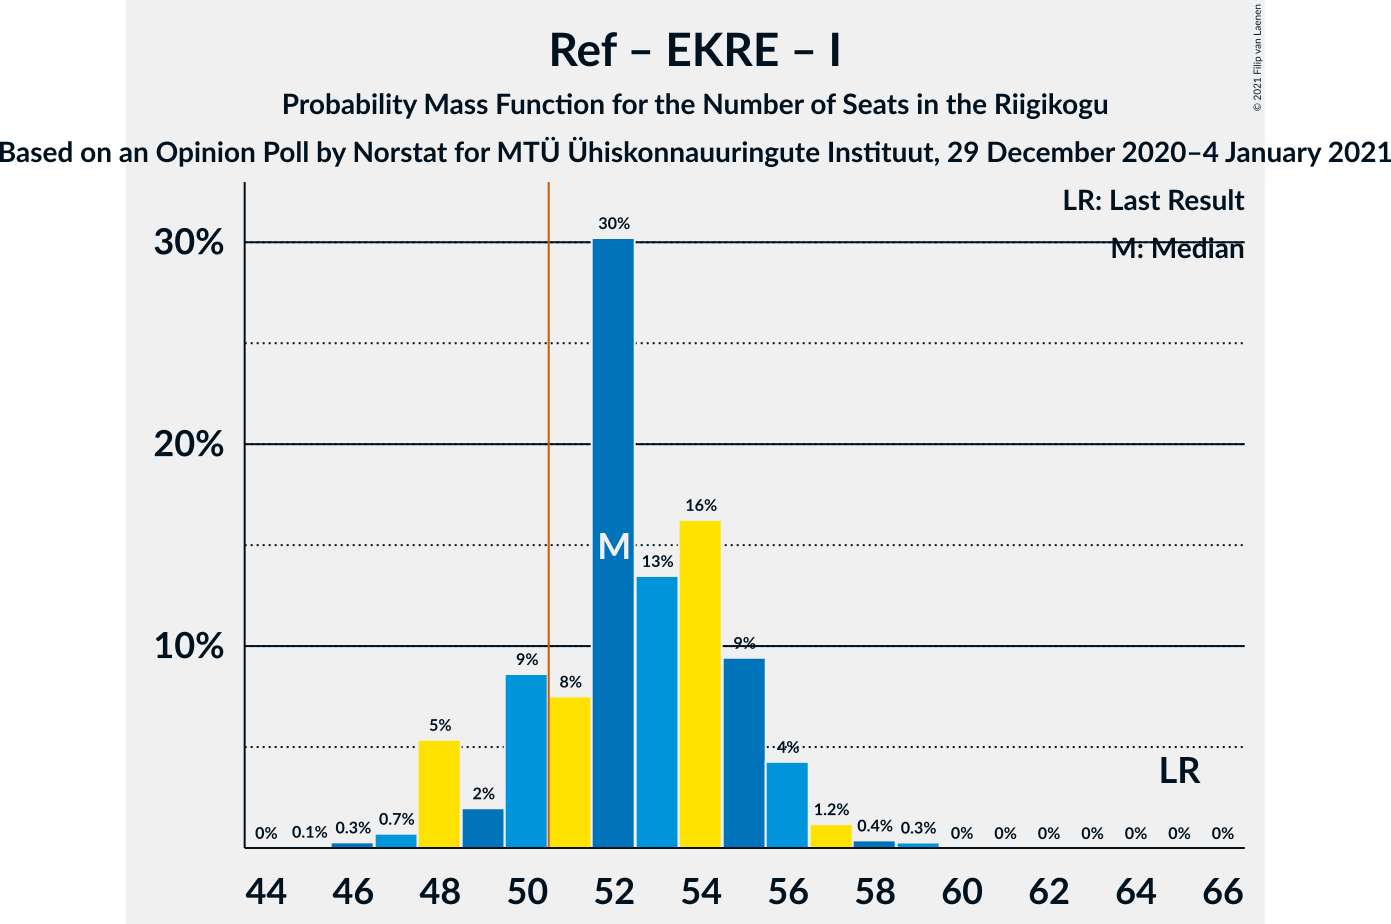 Ref – EKRE – I
Probability Mass Function for the Number of Seats in the Riigikogu
Based on an Opinion Poll by Norstat for MTÜ Ühiskonnauuringute Instituut, 29 December 2020–4 January 2021
© 2021 Filip van Laenen
LR: Last Result
M: Median
30%
20%
10%
0% 0.1% 0.3% 0.7% 5% 2% 9% 8% 30% 13% 16% 9% 4% 1.2% 0.4% 0.3% 0% 0% 0% 0% 0% 0% 0%
M
LR
44 46 48 50 52 54 56 58 60 62 64 66